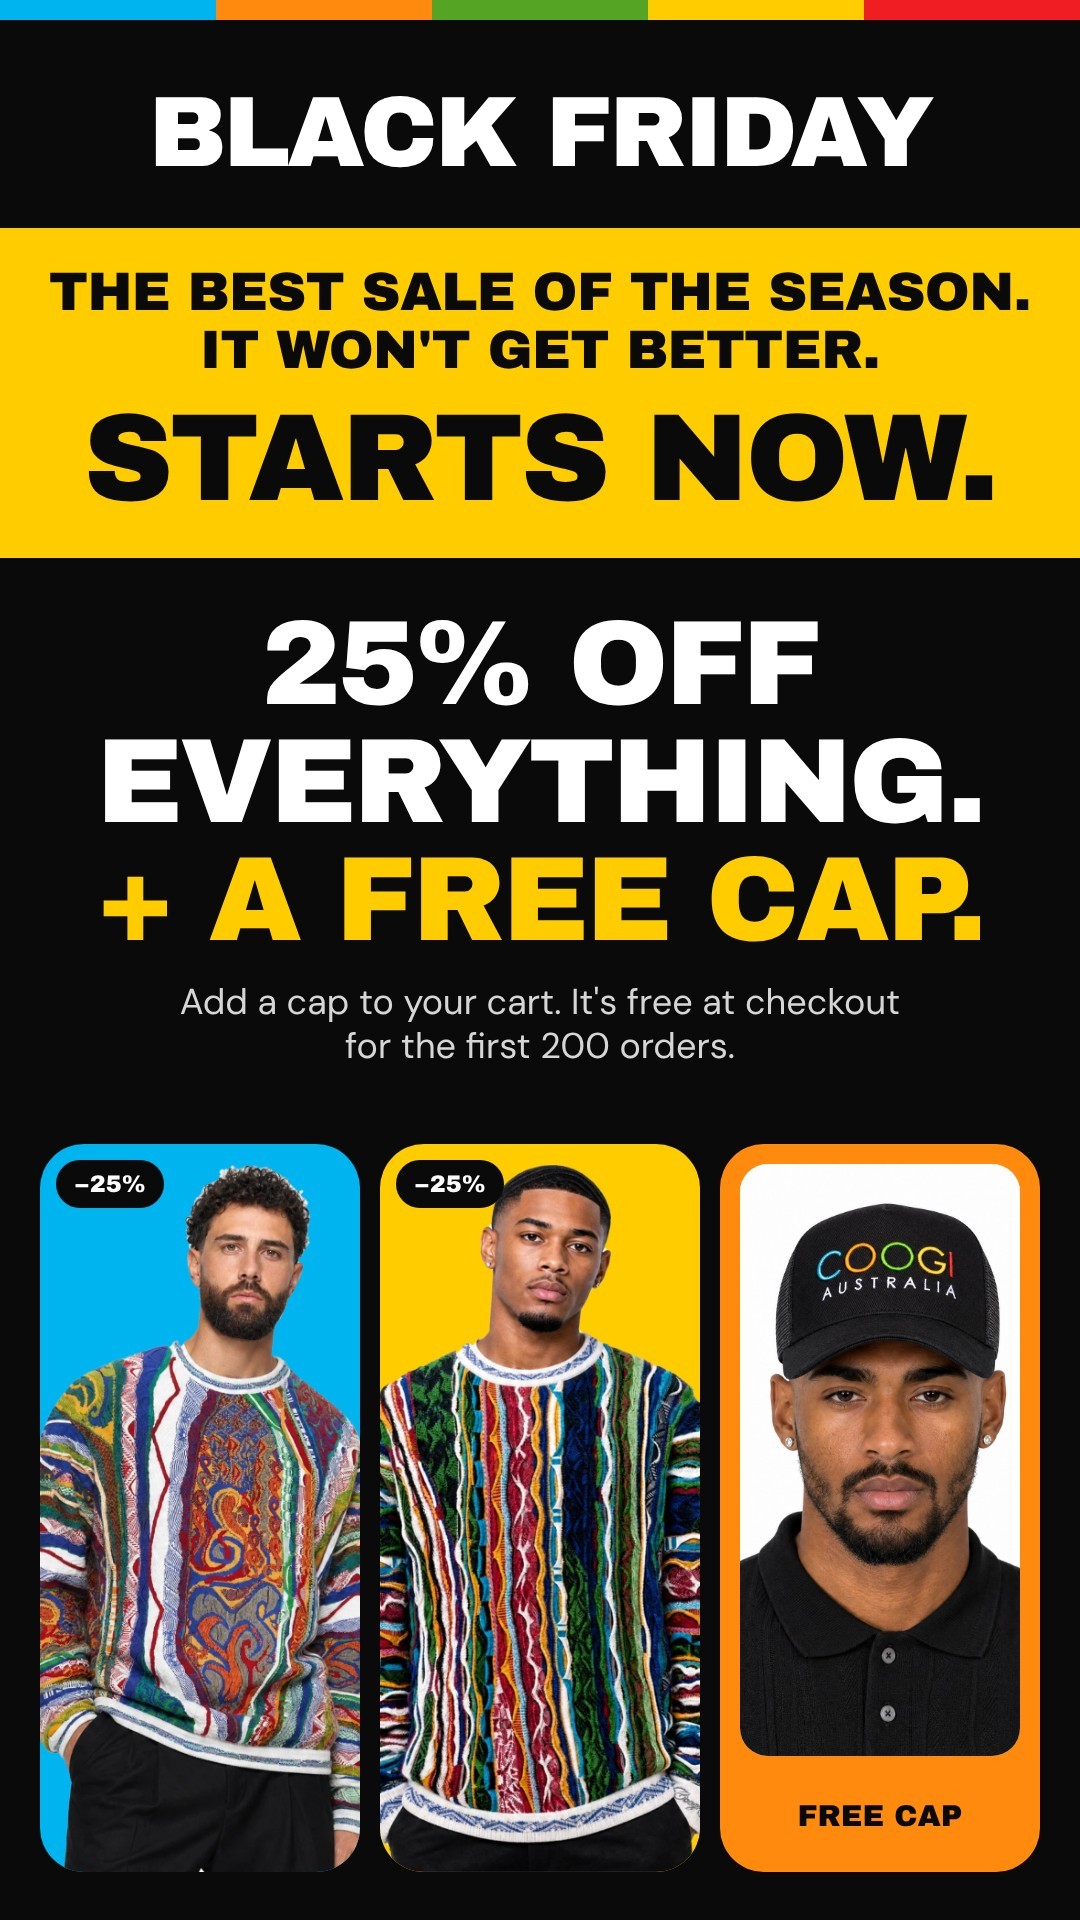 BLACK FRIDAY
THE BEST SALE OF THE SEASON.
IT WON'T GET BETTER.
STARTS NOW.
25% OFF
EVERYTHING.
+ A FREE CAP.
Add a cap to your cart. It's free at checkout
for the first 200 orders.
–25%
–25%
COOGI
AUSTRALIA
FREE CAP